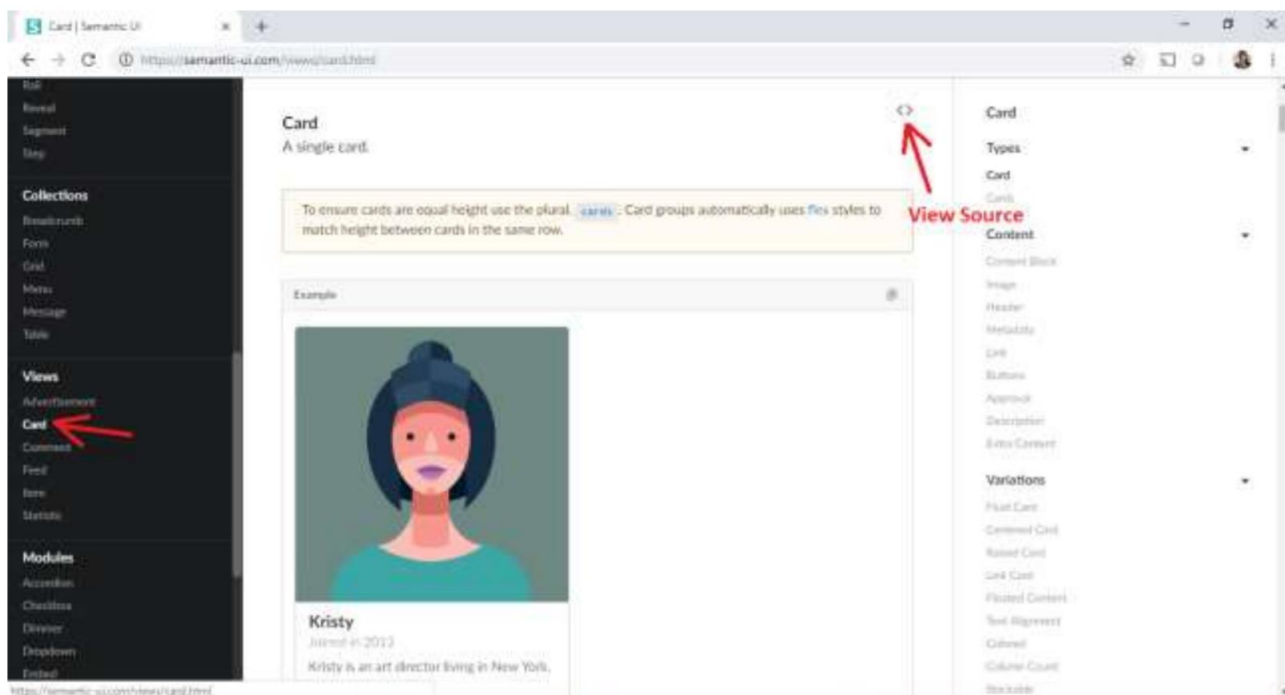 Card | Semantic UI
https://semantic-ui.com/views/card.html
Rail
Reveal
Segment
Step
Collections
Breadcrumb
Form
Grid
Menu
Message
Table
Views
Advertisement
Card
Comment
Feed
Item
Statistic
Modules
Accordion
Checkbox
Dimmer
Dropdown
Embed
https://semantic-ui.com/views/card.html
Card
A single card.
<>
View Source
To ensure cards are equal height use the plural cards. Card groups automatically uses flex styles to
match height between cards in the same row.
Example
Kristy
Joined in 2013
Kristy is an art director living in New York.
Card
Types
Card
Cards
Content
Content Block
Image
Header
Metadata
Link
Buttons
Approval
Description
Extra Content
Variations
Fluid Card
Centered Card
Raised Card
Link Card
Floated Content
Text Alignment
Colored
Column Count
Stackable